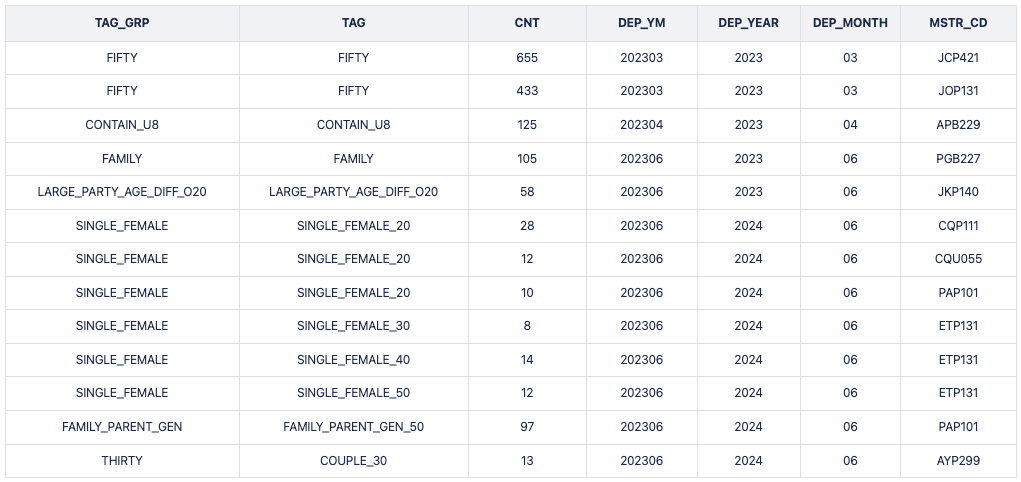 TAG_GRP TAG CNT DEP_YM DEP_YEAR DEP_MONTH MSTR_CD
FIFTY FIFTY 655 202303 2023 03 JCP421
FIFTY FIFTY 433 202303 2023 03 JOP131
CONTAIN_U8 CONTAIN_U8 125 202304 2023 04 APB229
FAMILY FAMILY 105 202306 2023 06 PGB227
LARGE_PARTY_AGE_DIFF_O20 LARGE_PARTY_AGE_DIFF_O20 58 202306 2023 06 JKP140
SINGLE_FEMALE SINGLE_FEMALE_20 28 202306 2024 06 CQP111
SINGLE_FEMALE SINGLE_FEMALE_20 12 202306 2024 06 CQU055
SINGLE_FEMALE SINGLE_FEMALE_20 10 202306 2024 06 PAP101
SINGLE_FEMALE SINGLE_FEMALE_30 8 202306 2024 06 ETP131
SINGLE_FEMALE SINGLE_FEMALE_40 14 202306 2024 06 ETP131
SINGLE_FEMALE SINGLE_FEMALE_50 12 202306 2024 06 ETP131
FAMILY_PARENT_GEN FAMILY_PARENT_GEN_50 97 202306 2024 06 PAP101
THIRTY COUPLE_30 13 202306 2024 06 AYP299